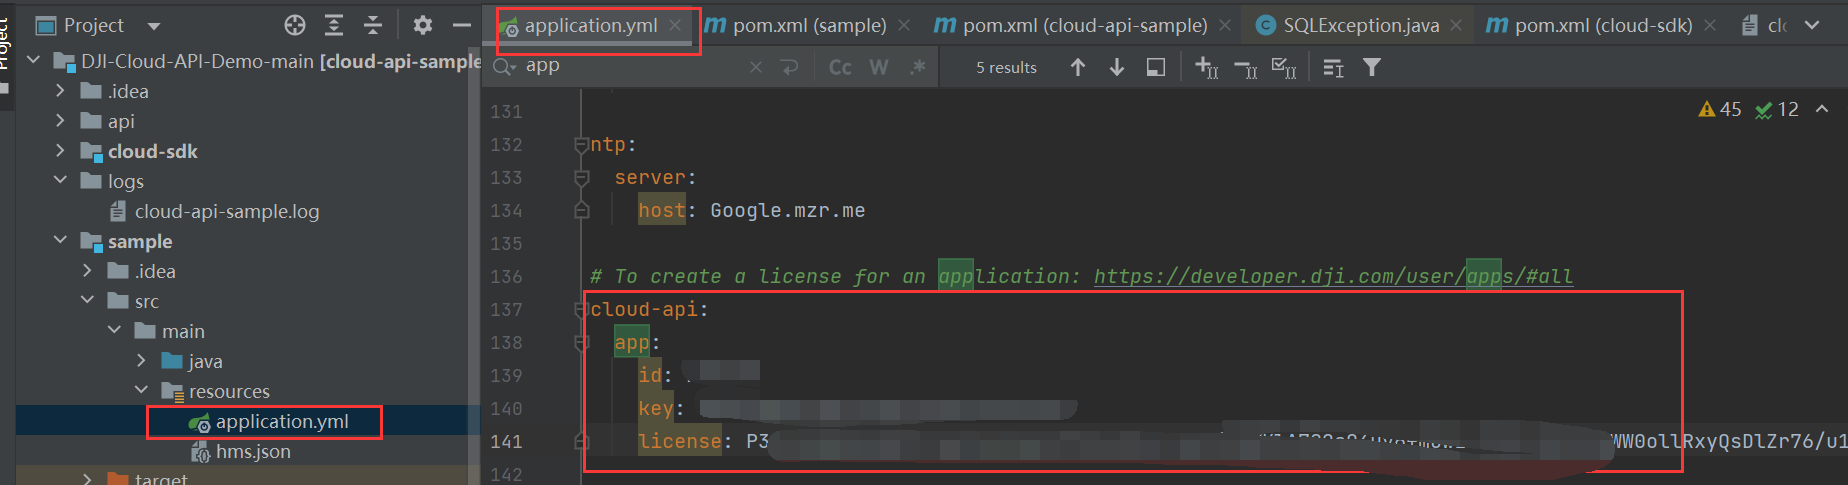 Project
Project
application.yml
pom.xml (sample)
pom.xml (cloud-api-sample)
SQLException.java
pom.xml (cloud-sdk)
DJI-Cloud-API-Demo-main [cloud-api-sample
app
Cc
W
.*
5 results
.idea
131
45
12
api
132
ntp:
cloud-sdk
133
server:
logs
134
host: Google.mzr.me
cloud-api-sample.log
135
sample
136
# To create a license for an application: https://developer.dji.com/user/apps/#all
.idea
137
cloud-api:
src
138
app:
main
139
id:
java
140
key:
resources
141
license: P3 WW0ollRxyQsDlZr76/u1
application.yml
142
hms.json
target